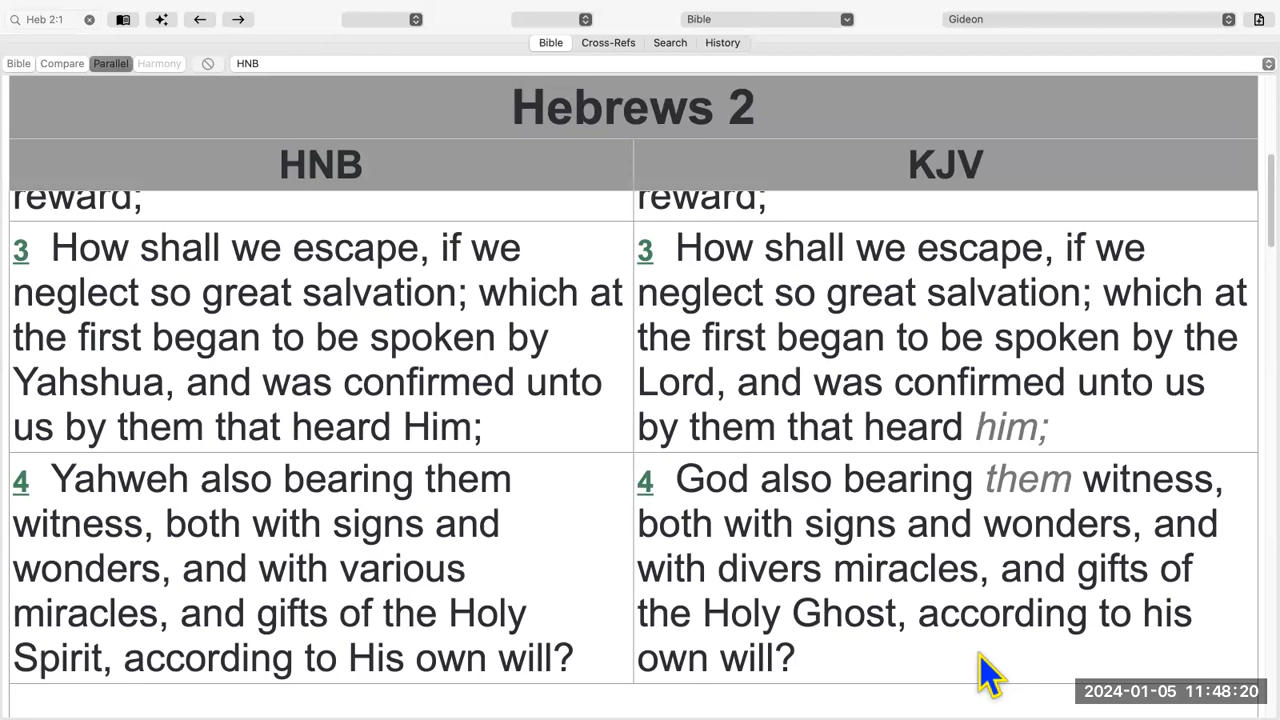 Heb 2:1
Bible
Gideon
Bible Cross-Refs Search History
Bible Compare Parallel Harmony HNB
Hebrews 2
HNB
KJV
reward;
3 How shall we escape, if we
neglect so great salvation; which at
the first began to be spoken by
Yahshua, and was confirmed unto
us by them that heard Him;
4 Yahweh also bearing them
witness, both with signs and
wonders, and with various
miracles, and gifts of the Holy
Spirit, according to His own will?
reward;
3 How shall we escape, if we
neglect so great salvation; which at
the first began to be spoken by the
Lord, and was confirmed unto us
by them that heard him;
4 God also bearing them witness,
both with signs and wonders, and
with divers miracles, and gifts of
the Holy Ghost, according to his
own will?
2024-01-05 11:48:20